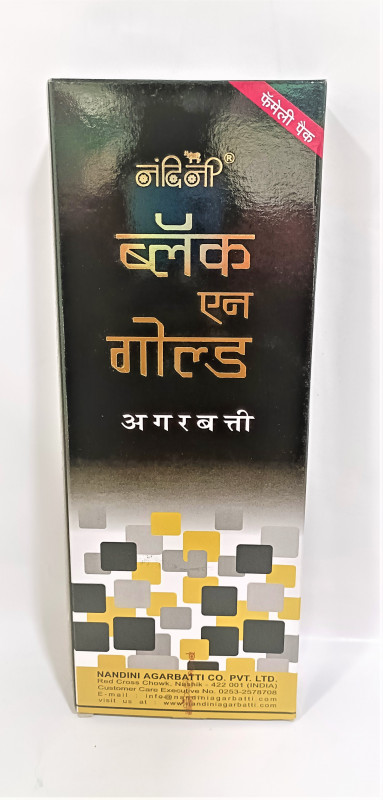 फॅमेली पैक
नंदिनी®
ब्लॅक
एन
गोल्ड
अगरबत्ती
NANDINI AGARBATTI CO. PVT. LTD.
Red Cross Chowk, Nashik - 422 001 (INDIA)
Customer Care Executive No. 0253-2578708
E-mail : info@nandiniagarbatti.com
visit us at : www.nandiniagarbatti.com